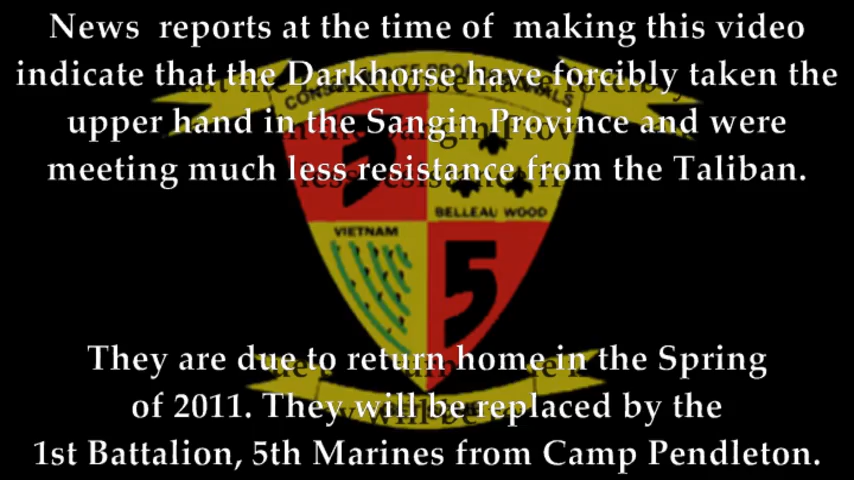 News reports at the time of making this video
indicate that the Darkhorse have forcibly taken the
upper hand in the Sangin Province and were
meeting much less resistance from the Taliban.
BELLEAU WOOD
VIETNAM
3
5
They are due to return home in the Spring
of 2011. They will be replaced by the
1st Battalion, 5th Marines from Camp Pendleton.